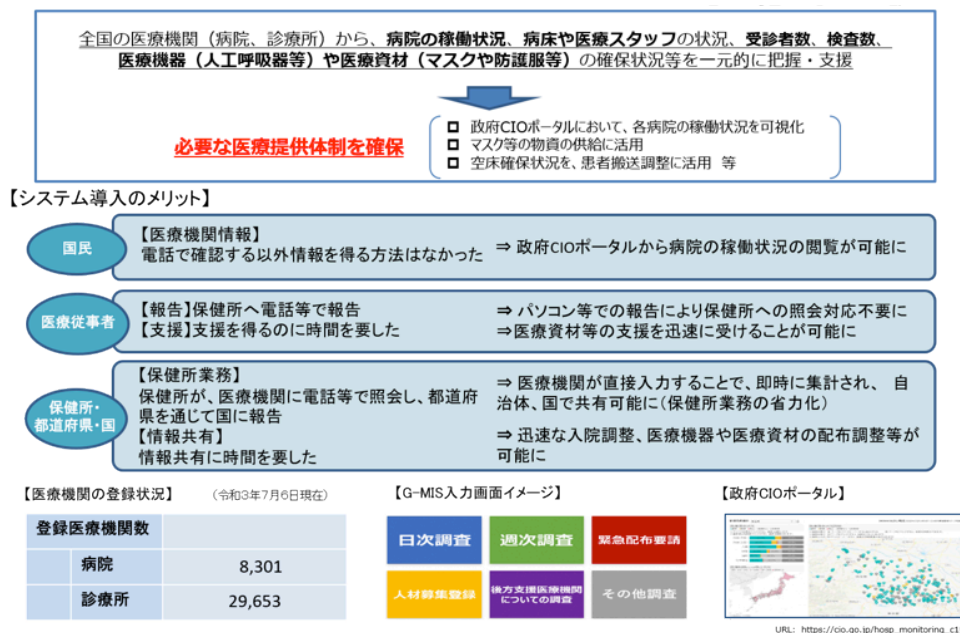 全国の医療機関（病院、診療所）から、病院の稼働状況、病床や医療スタッフの状況、受診者数、検査数、
医療機器（人工呼吸器等）や医療資材（マスクや防護服等）の確保状況等を一元的に把握・支援
必要な医療提供体制を確保
政府CIOポータルにおいて、各病院の稼働状況を可視化
マスク等の物資の供給に活用
空床確保状況を、患者搬送調整に活用 等
【システム導入のメリット】
国民
【医療機関情報】
電話で確認する以外情報を得る方法はなかった
⇒ 政府CIOポータルから病院の稼働状況の閲覧が可能に
医療従事者
【報告】保健所へ電話等で報告
【支援】支援を得るのに時間を要した
⇒ パソコン等での報告により保健所への照会対応不要に
⇒医療資材等の支援を迅速に受けることが可能に
保健所・
都道府県・国
【保健所業務】
保健所が、医療機関に電話等で照会し、都道府
県を通じて国に報告
【情報共有】
情報共有に時間を要した
⇒ 医療機関が直接入力することで、即時に集計され、 自
治体、国で共有可能に（保健所業務の省力化）
⇒ 迅速な入院調整、医療機器や医療資材の配布調整等が
可能に
【医療機関の登録状況】 （令和3年7月6日現在）
登録医療機関数
病院 8,301
診療所 29,653
【G-MIS入力画面イメージ】
日次調査 週次調査 緊急配布要請
人材募集登録
後方支援医療機関
についての調査
その他調査
【政府CIOポータル】
URL: https://cio.go.jp/hosp_monitoring_c1